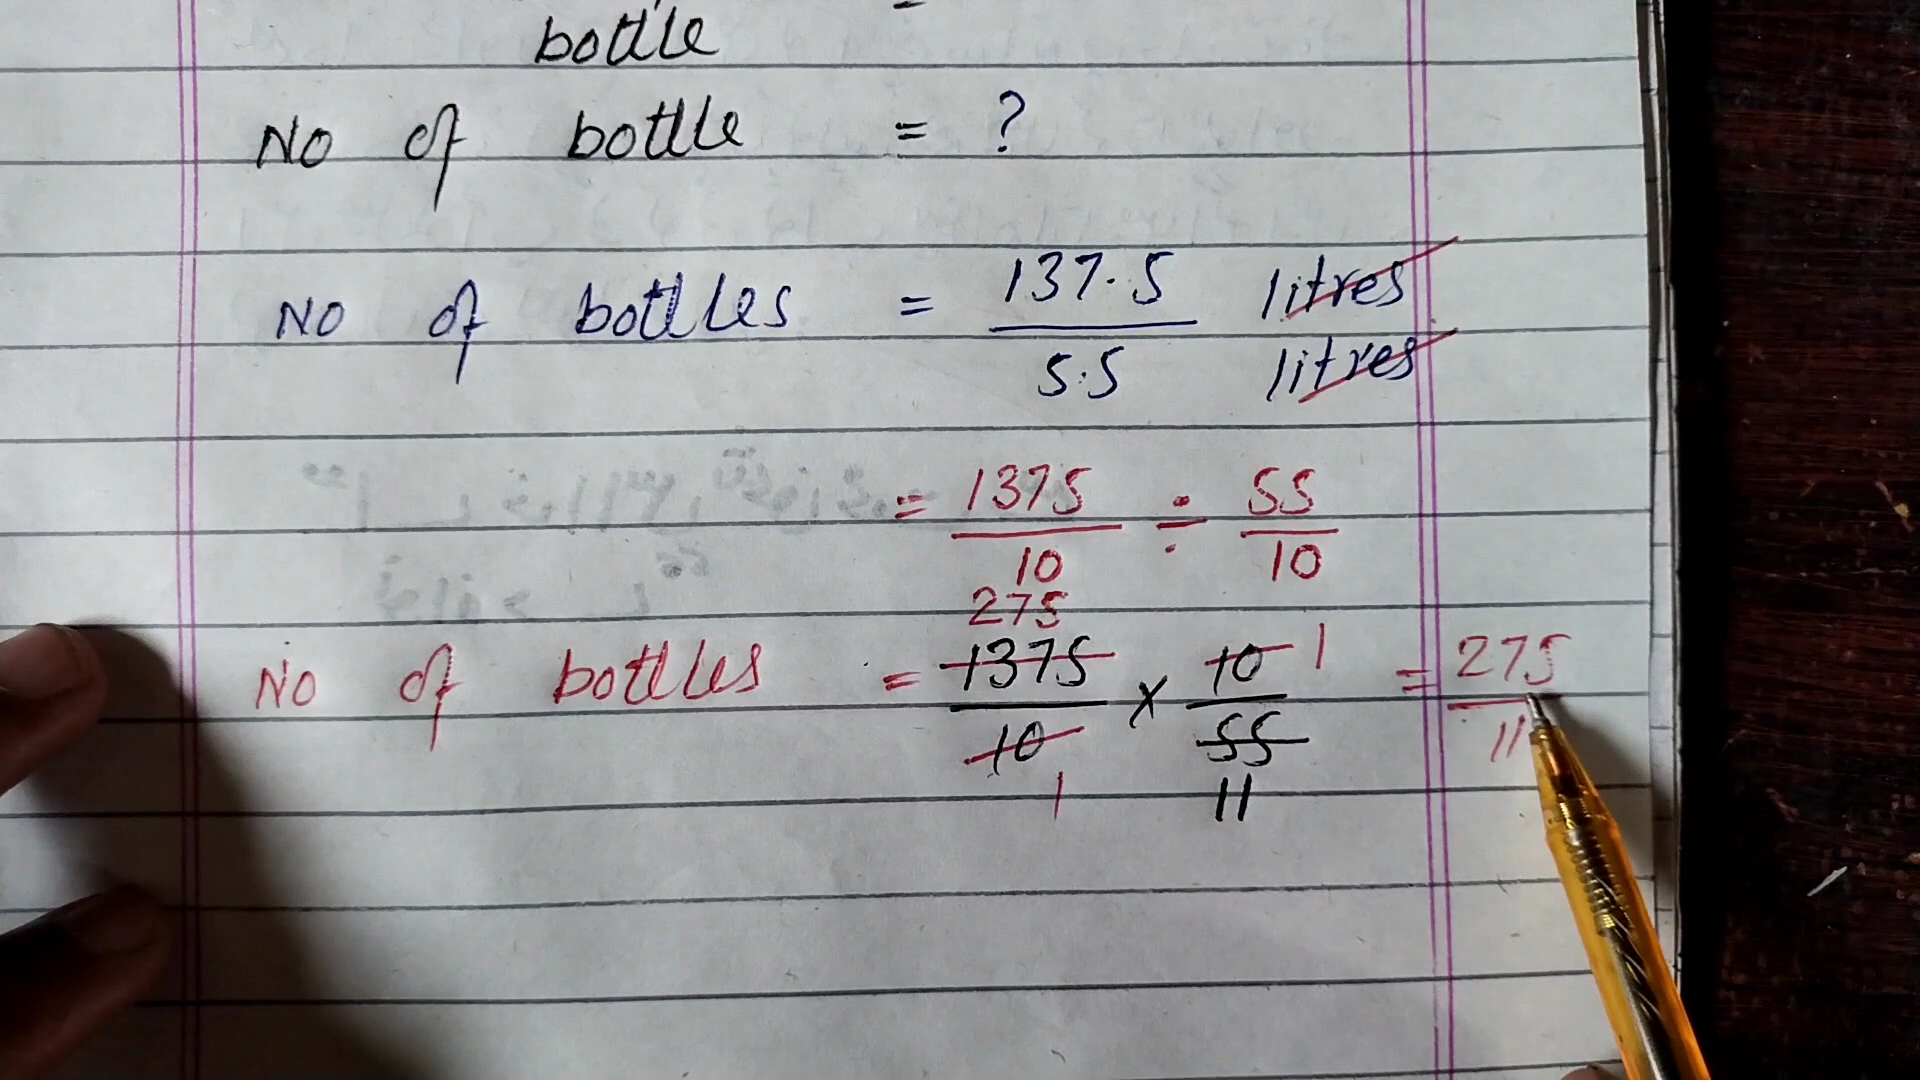 bottle =
No of bottle = ?
No of bottles = 137.5 litres
5.5 litres
= 1375 ÷ 55
10 10
275
No of bottles = 1375 x 10 1 = 275
10 55 11
1 11